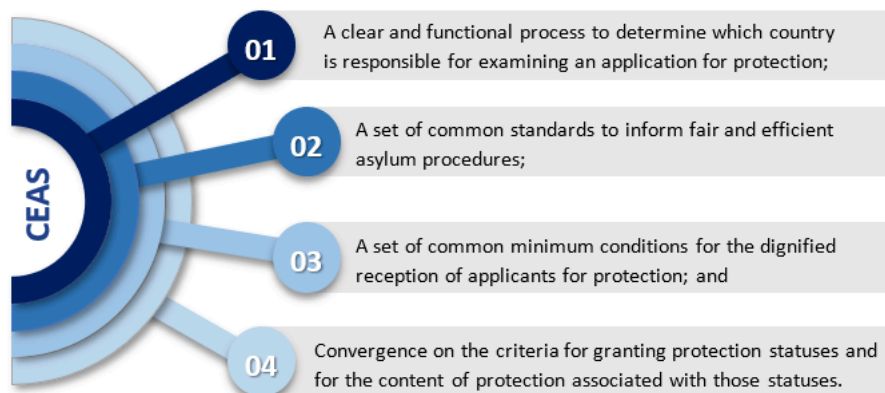 CEAS
01
A clear and functional process to determine which country
is responsible for examining an application for protection;
02
A set of common standards to inform fair and efficient
asylum procedures;
03
A set of common minimum conditions for the dignified
reception of applicants for protection; and
04
Convergence on the criteria for granting protection statuses and
for the content of protection associated with those statuses.